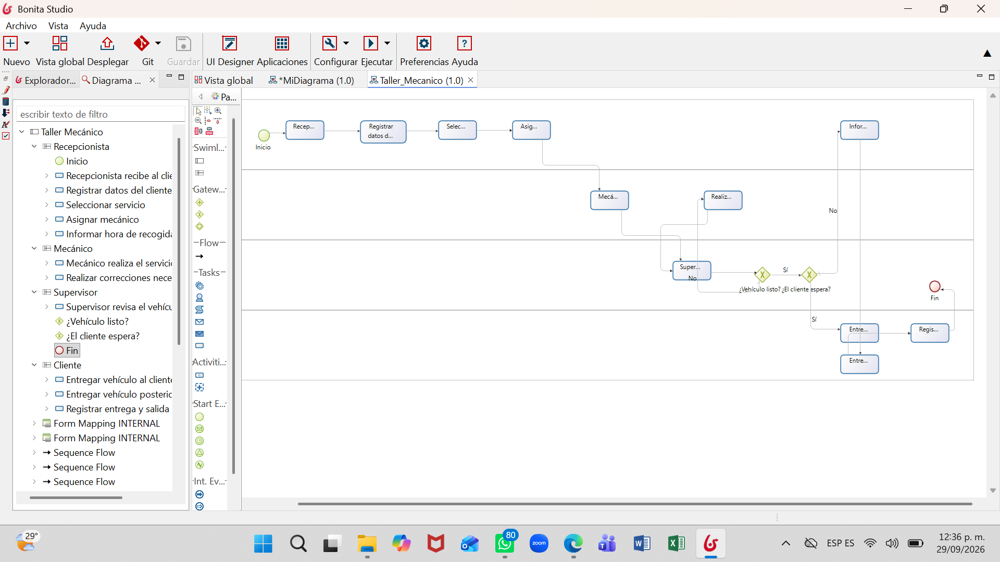 Bonita Studio
Archivo Vista Ayuda
Nuevo Vista global Desplegar Git Guardar UI Designer Aplicaciones Configurar Ejecutar Preferencias Ayuda
Explorador... Diagrama ...
Vista global *MiDiagrama (1.0) Taller_Mecanico (1.0)
escribir texto de filtro
Taller Mecánico
Recepcionista
Inicio
Recepcionista recibe al clie
Registrar datos del cliente
Seleccionar servicio
Asignar mecánico
Informar hora de recogida
Mecánico
Mecánico realiza el servicio
Realizar correcciones nece
Supervisor
Supervisor revisa el vehícu
¿Vehículo listo?
¿El cliente espera?
Fin
Cliente
Entregar vehículo al cliente
Entregar vehículo posterio
Registrar entrega y salida
Form Mapping INTERNAL
Form Mapping INTERNAL
Sequence Flow
Sequence Flow
Sequence Flow
Pa...
Swiml...
Gatew...
Flow
Tasks
Activiti...
Start E...
Int. Ev...
Inicio
Recep...
Registrar
datos d...
Selec...
Asig...
Infor...
Mecá...
Realiz...
No
Super...
No
Sí
¿Vehículo listo? ¿El cliente espera?
Fin
Sí
Entre...
Regis...
Entre...
29°
80
zoom
ESP ES
12:36 p. m.
29/09/2026